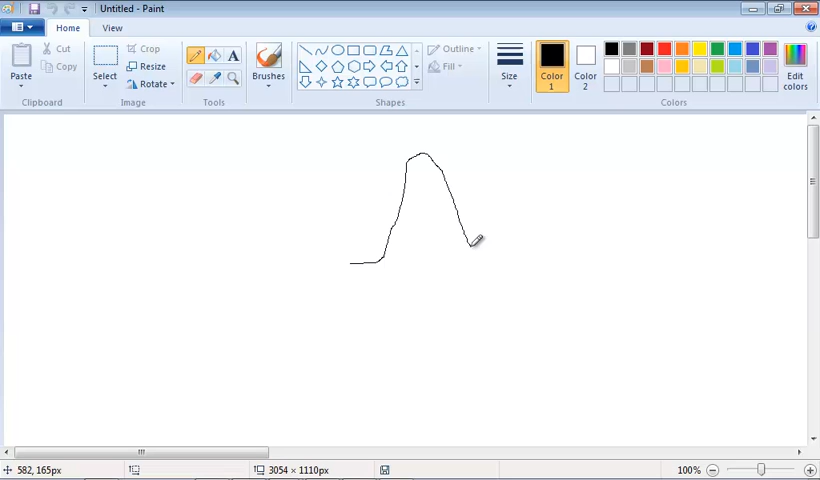 Untitled - Paint
Home View
Paste
Cut
Copy
Clipboard
Select
Crop
Resize
Rotate
Image
A
Tools
Brushes
Outline
Fill
Shapes
Size
Color 1
Color 2
Edit colors
Colors
582, 165px
3054 × 1110px
100%